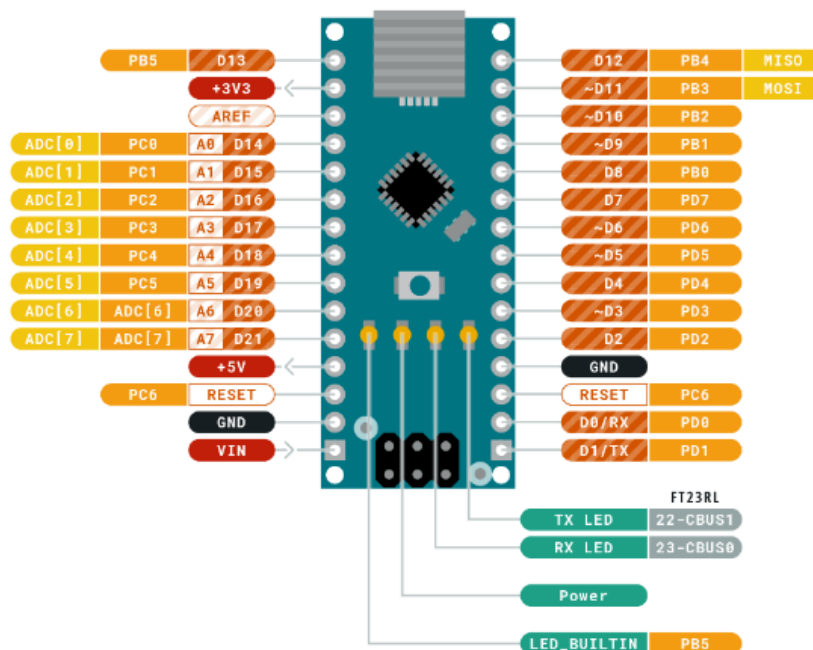 PB5 D13 D12 PB4 MISO
+3V3 ~D11 PB3 MOSI
AREF ~D10 PB2
ADC[0] PC0 A0 D14 ~D9 PB1
ADC[1] PC1 A1 D15 D8 PB0
ADC[2] PC2 A2 D16 D7 PD7
ADC[3] PC3 A3 D17 ~D6 PD6
ADC[4] PC4 A4 D18 ~D5 PD5
ADC[5] PC5 A5 D19 D4 PD4
ADC[6] ADC[6] A6 D20 ~D3 PD3
ADC[7] ADC[7] A7 D21 D2 PD2
+5V GND
PC6 RESET RESET PC6
GND D0/RX PD0
VIN D1/TX PD1
FT23RL
TX LED 22-CBUS1
RX LED 23-CBUS0
Power
LED_BUILTIN PB5